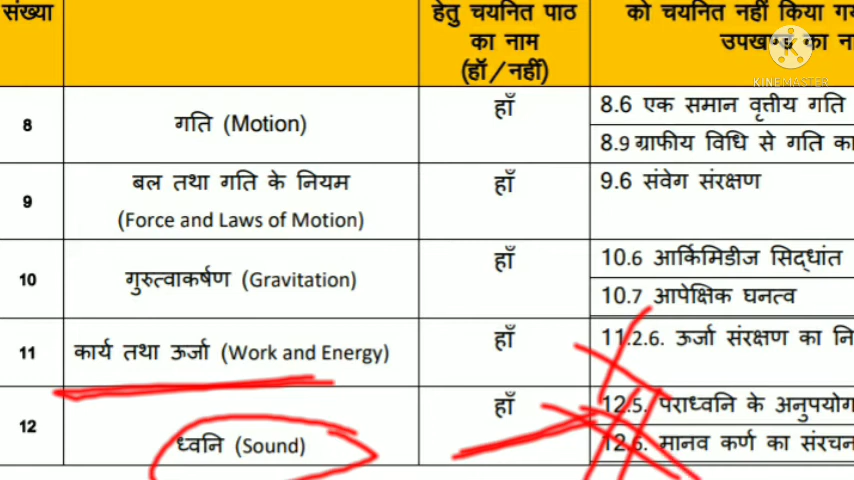 संख्या
हेतु चयनित पाठ
का नाम
(हॉ/नहीं)
को चयनित नहीं किया
उपखण्ड का
KINEMASTER
8
गति (Motion)
हाँ
8.6 एक समान वृत्तीय गति
8.9 ग्राफीय विधि से गति का
9
बल तथा गति के नियम
(Force and Laws of Motion)
हाँ
9.6 संवेग संरक्षण
10
गुरुत्वाकर्षण (Gravitation)
हाँ
10.6 आर्किमिडीज सिद्धांत
10.7 आपेक्षिक घनत्व
11
कार्य तथा ऊर्जा (Work and Energy)
हाँ
11.2.6. ऊर्जा संरक्षण का
12
ध्वनि (Sound)
हाँ
12.5. पराध्वनि के अनुपयोग
12.6. मानव कर्ण का संरचन